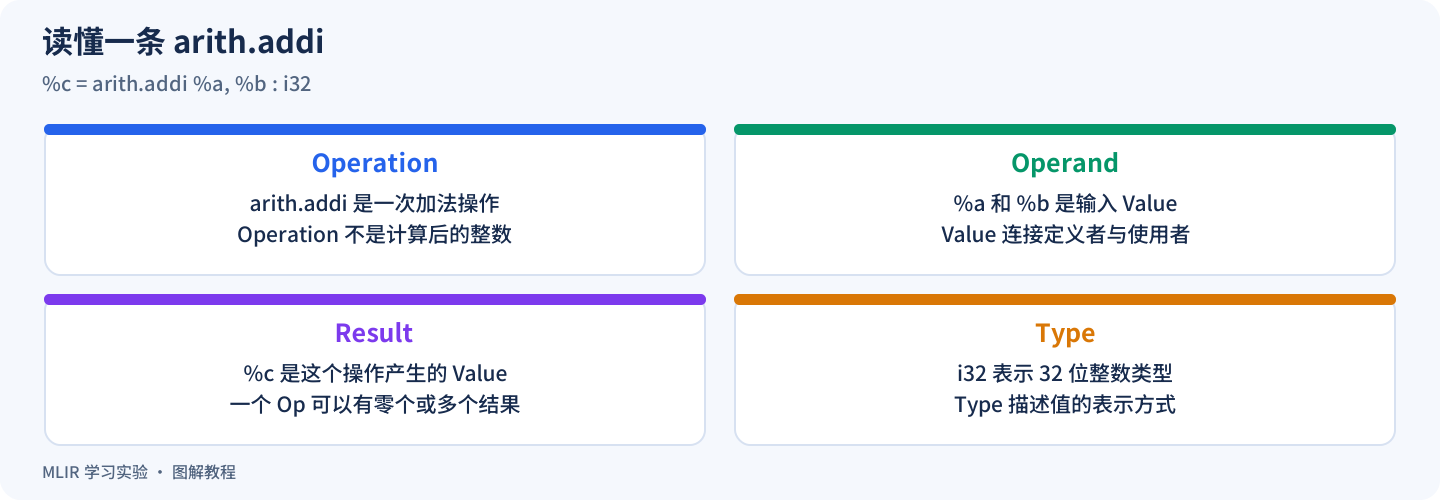 读懂一条 arith.addi
%c = arith.addi %a, %b : i32
Operation
arith.addi 是一次加法操作
Operation 不是计算后的整数
Operand
%a 和 %b 是输入 Value
Value 连接定义者与使用者
Result
%c 是这个操作产生的 Value
一个 Op 可以有零个或多个结果
Type
i32 表示 32 位整数类型
Type 描述值的表示方式
MLIR 学习实验 · 图解教程